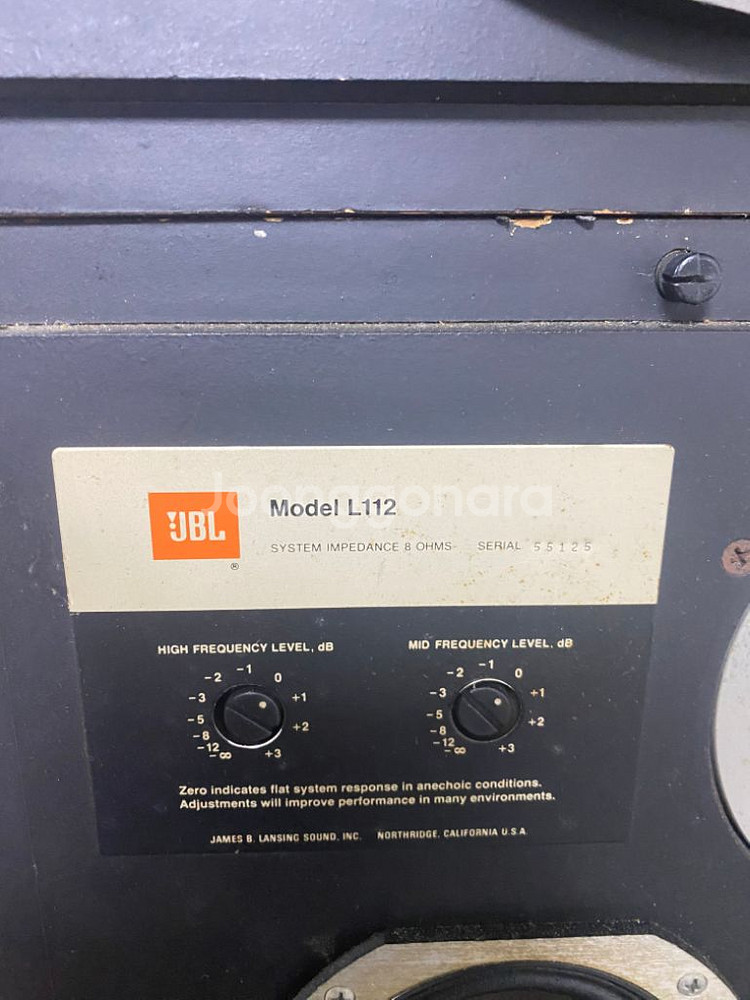 Joonggonara
JBL
®
Model L112
SYSTEM IMPEDANCE 8 OHMS SERIAL 55125
HIGH FREQUENCY LEVEL, dB
-∞ -12 -8 -5 -3 -2 -1 0 +1 +2 +3
MID FREQUENCY LEVEL, dB
-∞ -12 -8 -5 -3 -2 -1 0 +1 +2 +3
Zero indicates flat system response in anechoic conditions.
Adjustments will improve performance in many environments.
JAMES B. LANSING SOUND, INC. NORTHRIDGE, CALIFORNIA U.S.A.